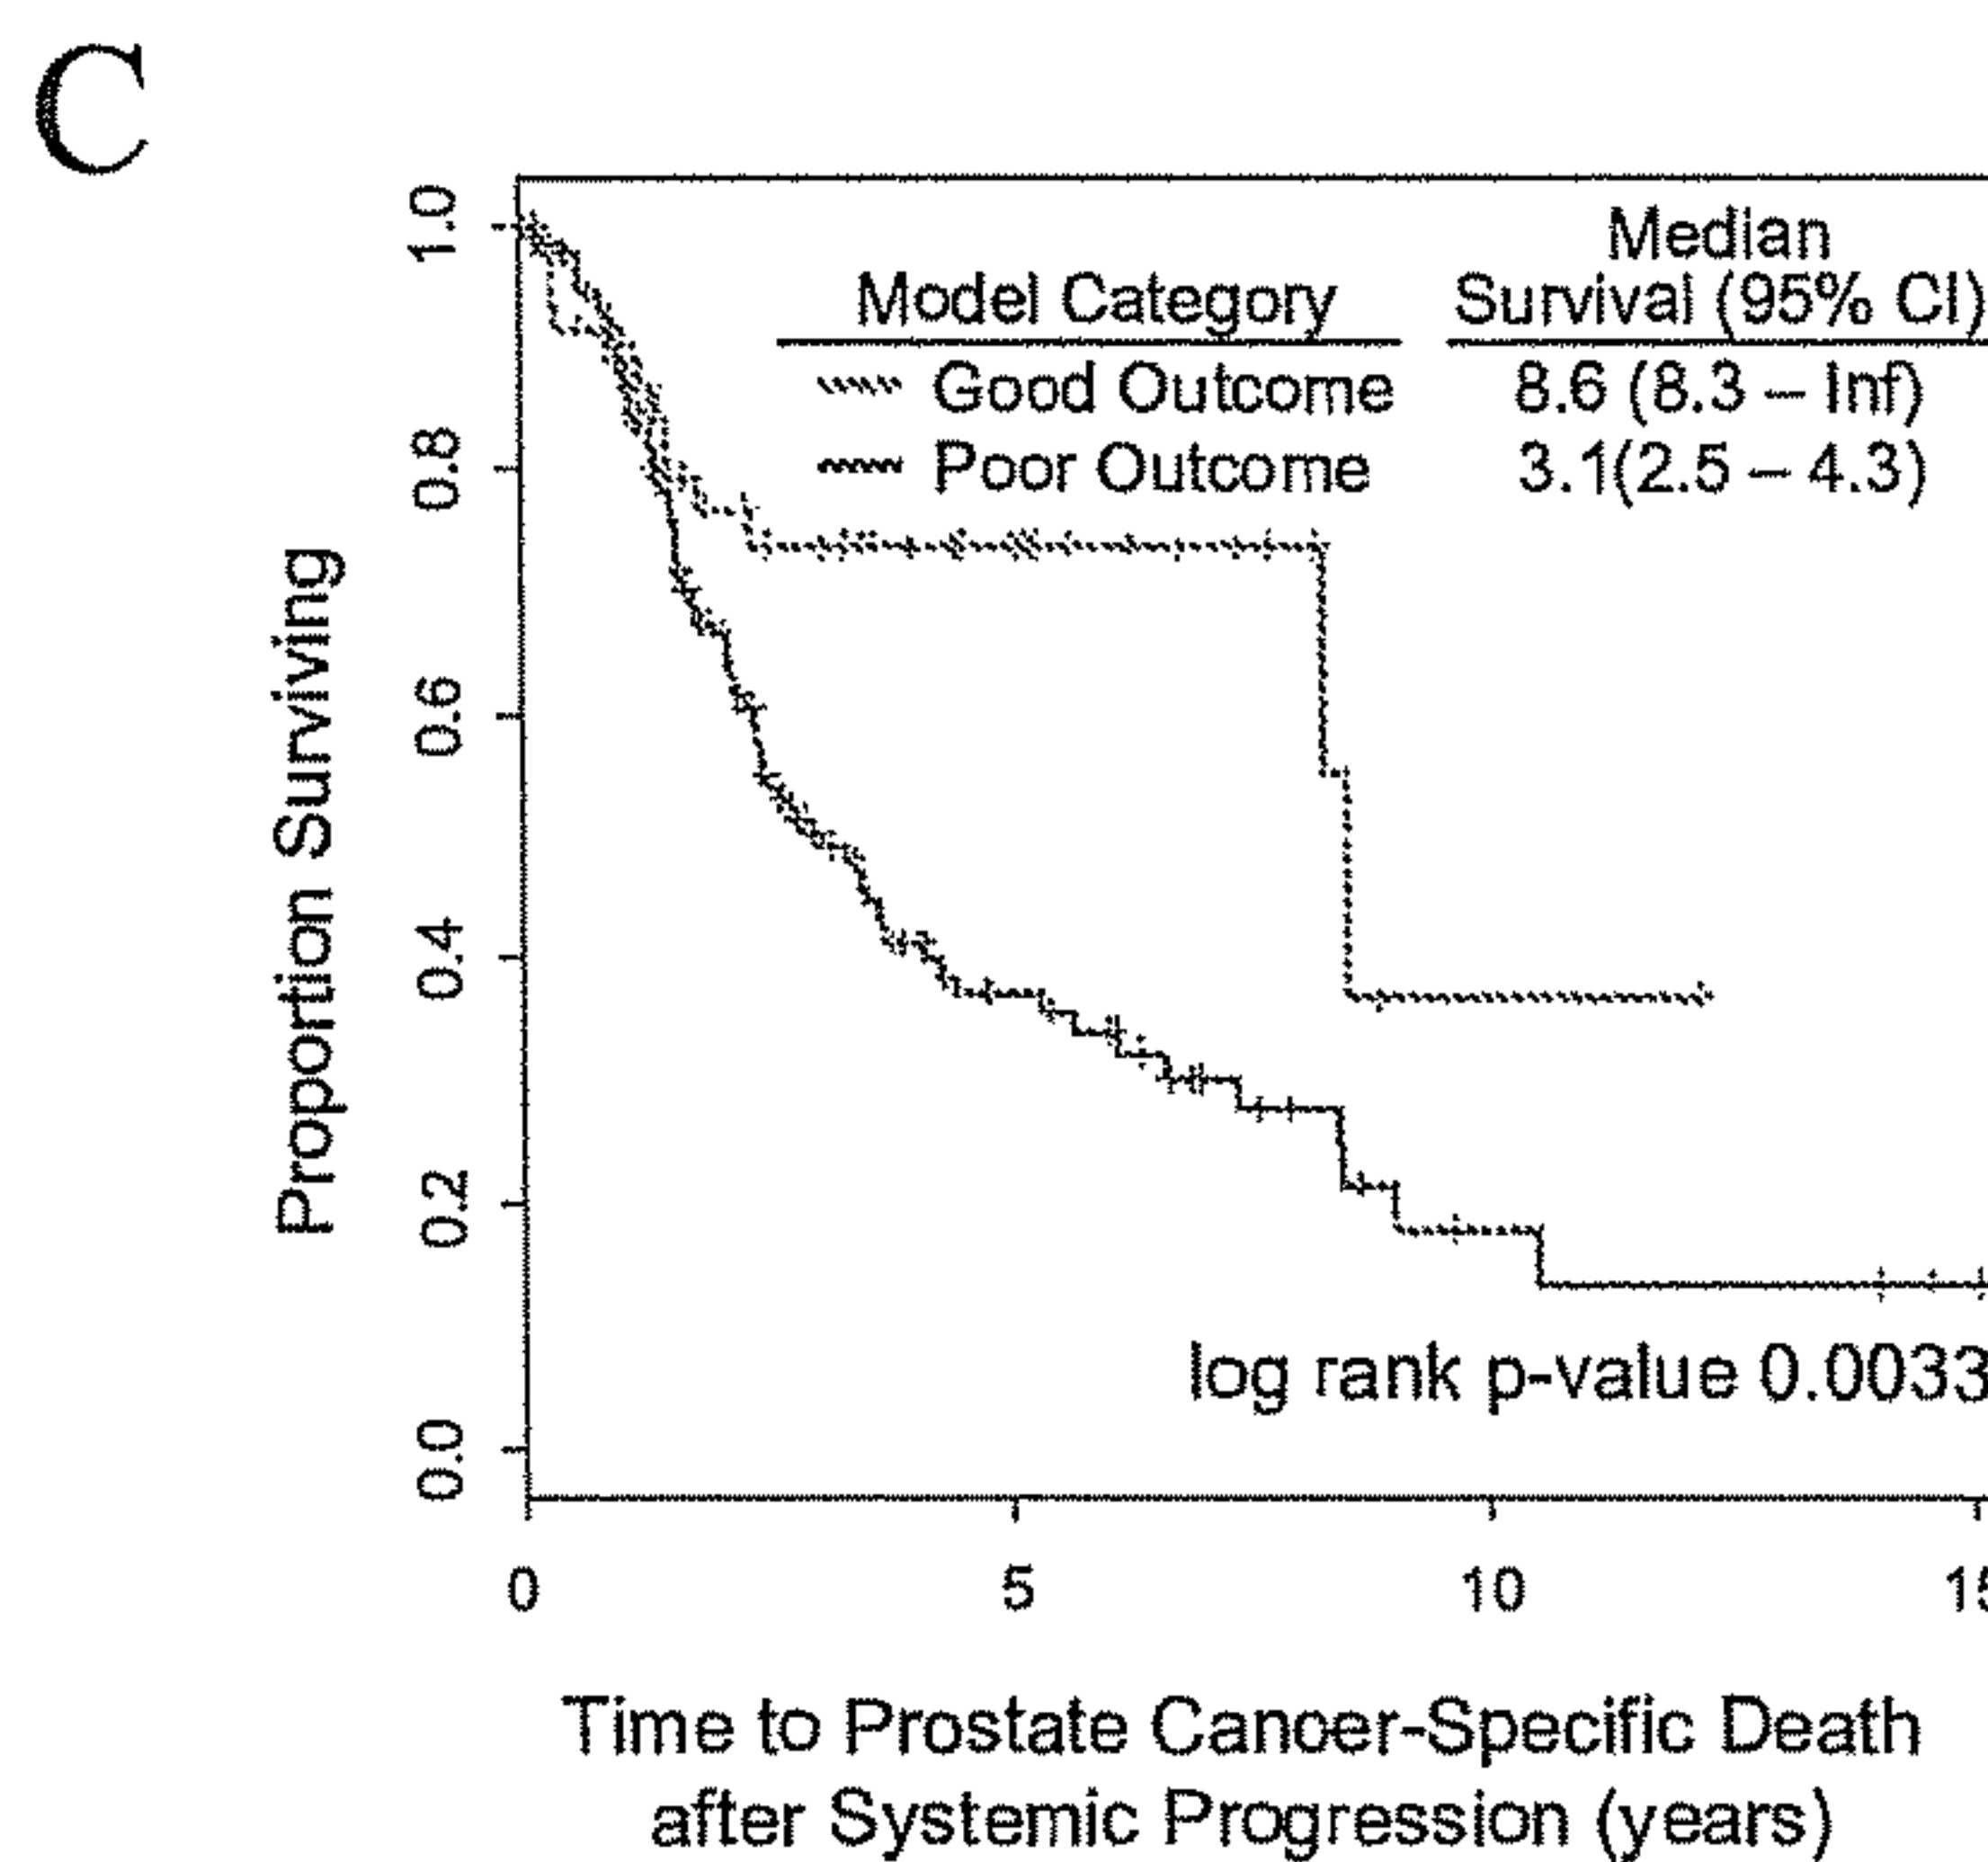 C
1.0
0.8
0.6
0.4
0.2
0.0
Proportion Surviving
Median
Model Category Survival (95% CI)
Good Outcome 8.6 (8.3 – Inf)
Poor Outcome 3.1(2.5 – 4.3)
log rank p-value 0.0033
0 5 10 15
Time to Prostate Cancer-Specific Death
after Systemic Progression (years)